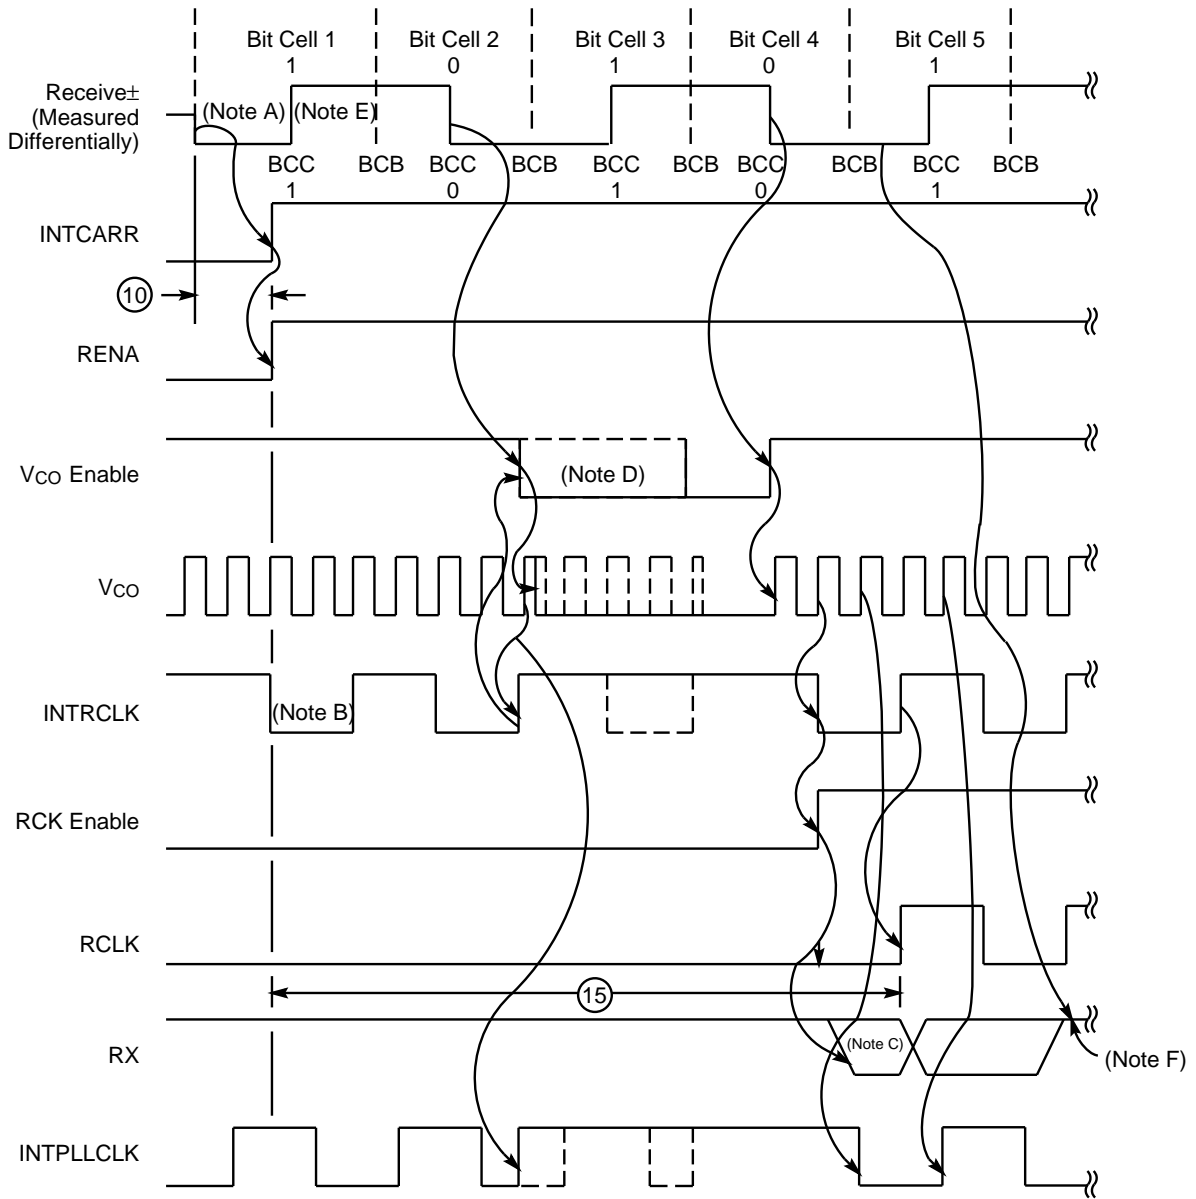 Bit Cell 1 Bit Cell 2 Bit Cell 3 Bit Cell 4 Bit Cell 5
1 0 1 0 1
Receive±
(Measured
Differentially)
(Note A) (Note E)
BCC BCB BCC BCB BCC BCB BCC BCB BCC BCB
1 0 1 0 1
INTCARR
10
RENA
VCO Enable
(Note D)
VCO
INTRCLK
(Note B)
RCK Enable
RCLK
15
RX
(Note C)
(Note F)
INTPLLCLK